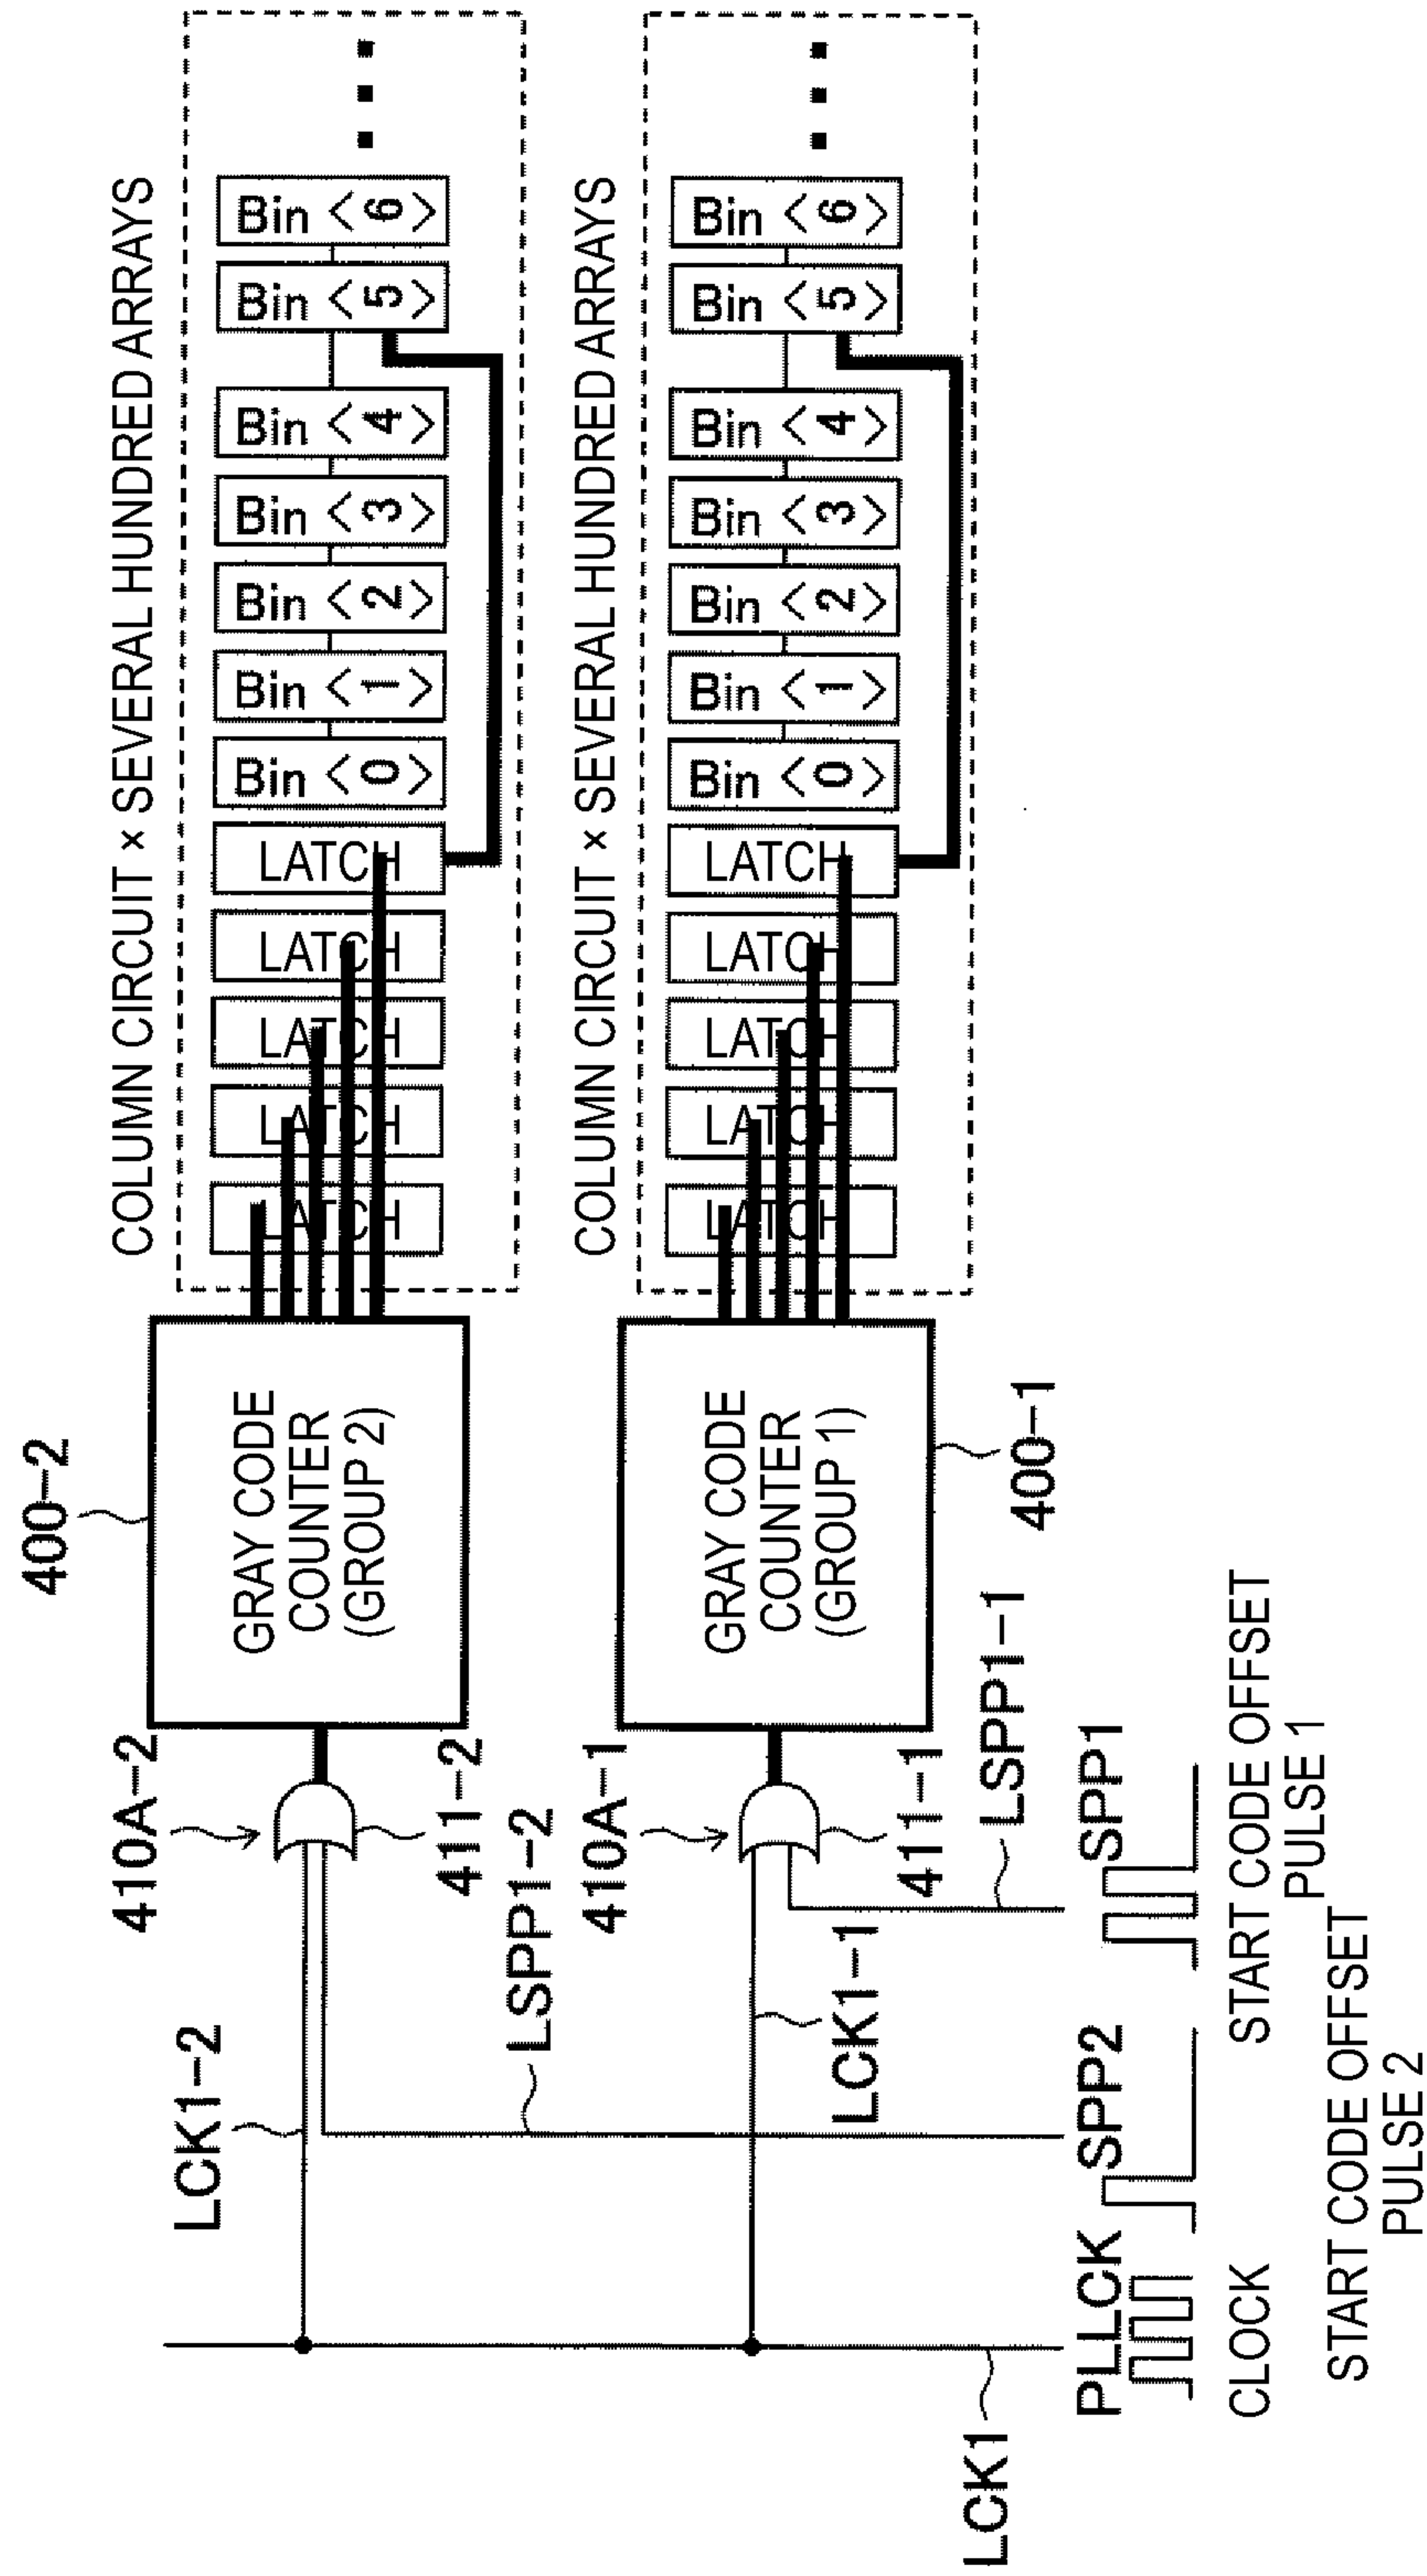 COLUMN CIRCUIT × SEVERAL HUNDRED ARRAYS
LATCH
LATCH
LATCH
LATCH
LATCH
Bin <0>
Bin <1>
Bin <2>
Bin <3>
Bin <4>
Bin <5>
Bin <6>
400-2
GRAY CODE
COUNTER
(GROUP 2)
410A-2
411-2
LCK1-2
LSPP1-2
COLUMN CIRCUIT × SEVERAL HUNDRED ARRAYS
LATCH
LATCH
LATCH
LATCH
LATCH
Bin <0>
Bin <1>
Bin <2>
Bin <3>
Bin <4>
Bin <5>
Bin <6>
GRAY CODE
COUNTER
(GROUP 1)
400-1
410A-1
411-1
LCK1-1
LSPP1-1
LCK1
PLLCK
CLOCK
SPP2
START CODE OFFSET
PULSE 2
SPP1
START CODE OFFSET
PULSE 1